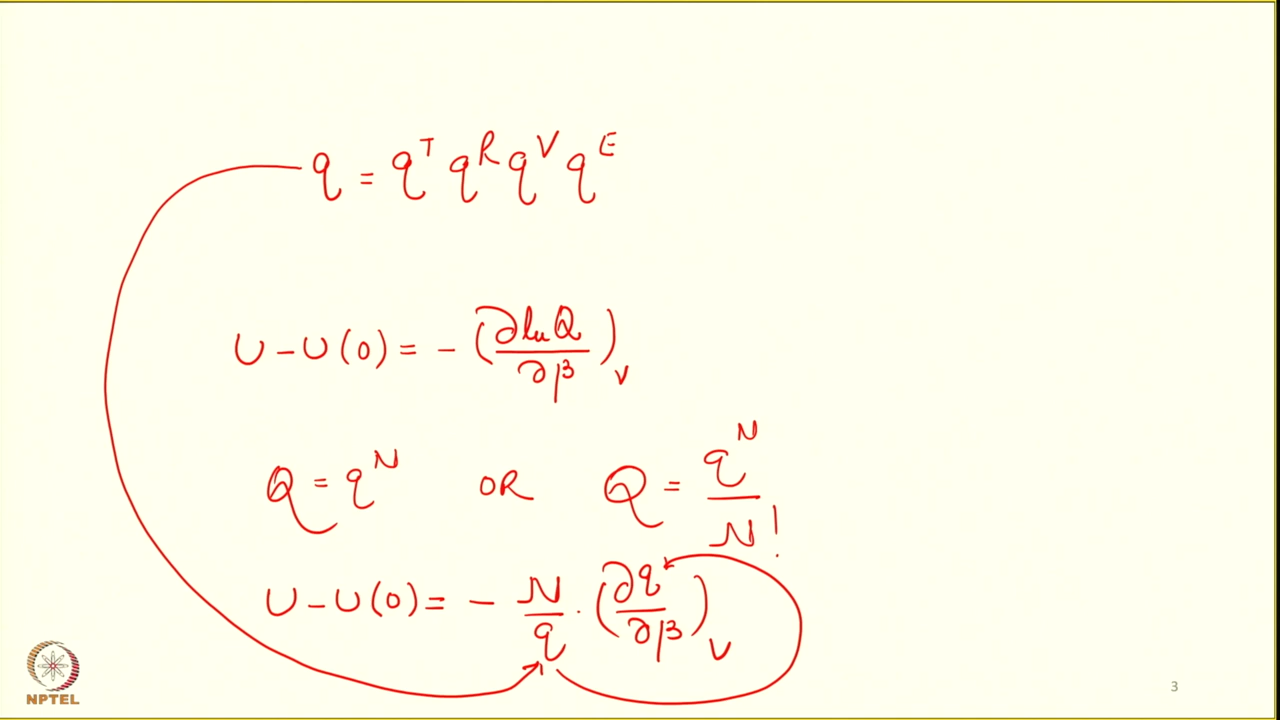 q = q^T q^R q^V q^E
U - U(0) = - (∂lnQ/∂β)_V
Q = q^N OR Q = q^N/N!
U - U(0) = - N/q · (∂q/∂β)_V
NPTEL
3